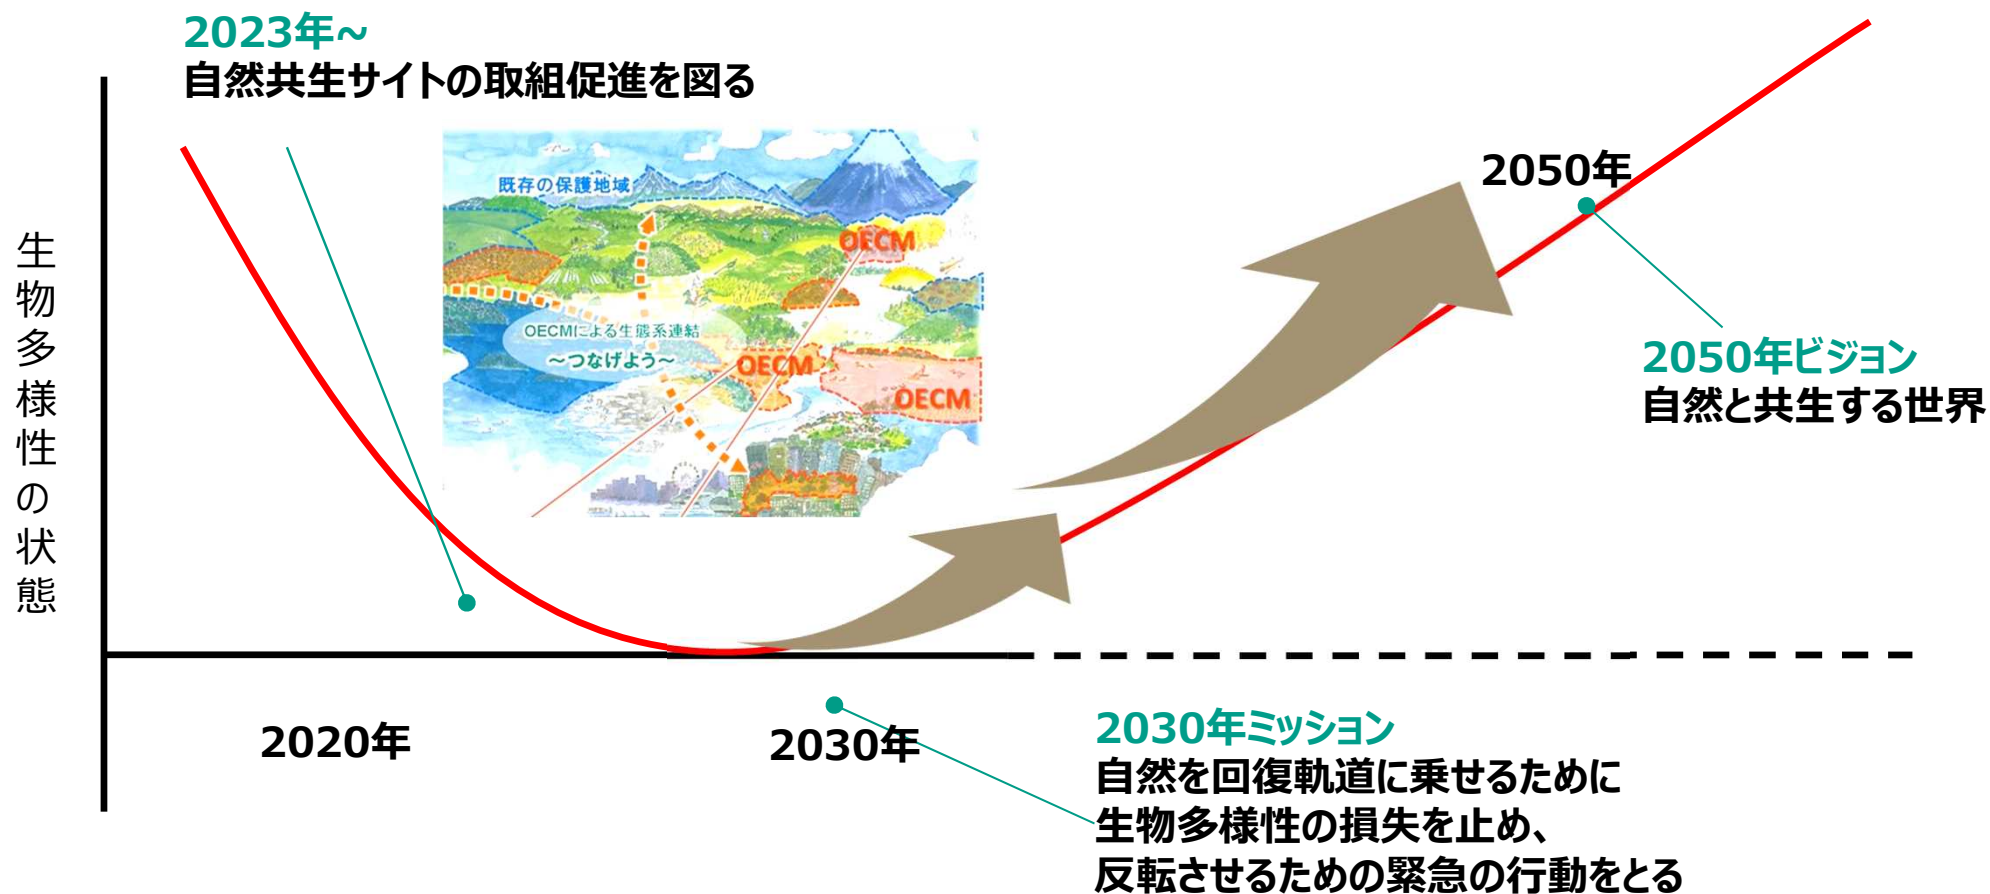 2023年~
自然共生サイトの取組促進を図る
生物多様性の状態
既存の保護地域
OECM
OECMによる生態系連結
～つなげよう～
OECM
OECM
2050年
2050年ビジョン
自然と共生する世界
2020年
2030年
2030年ミッション
自然を回復軌道に乗せるために
生物多様性の損失を止め、
反転させるための緊急の行動をとる